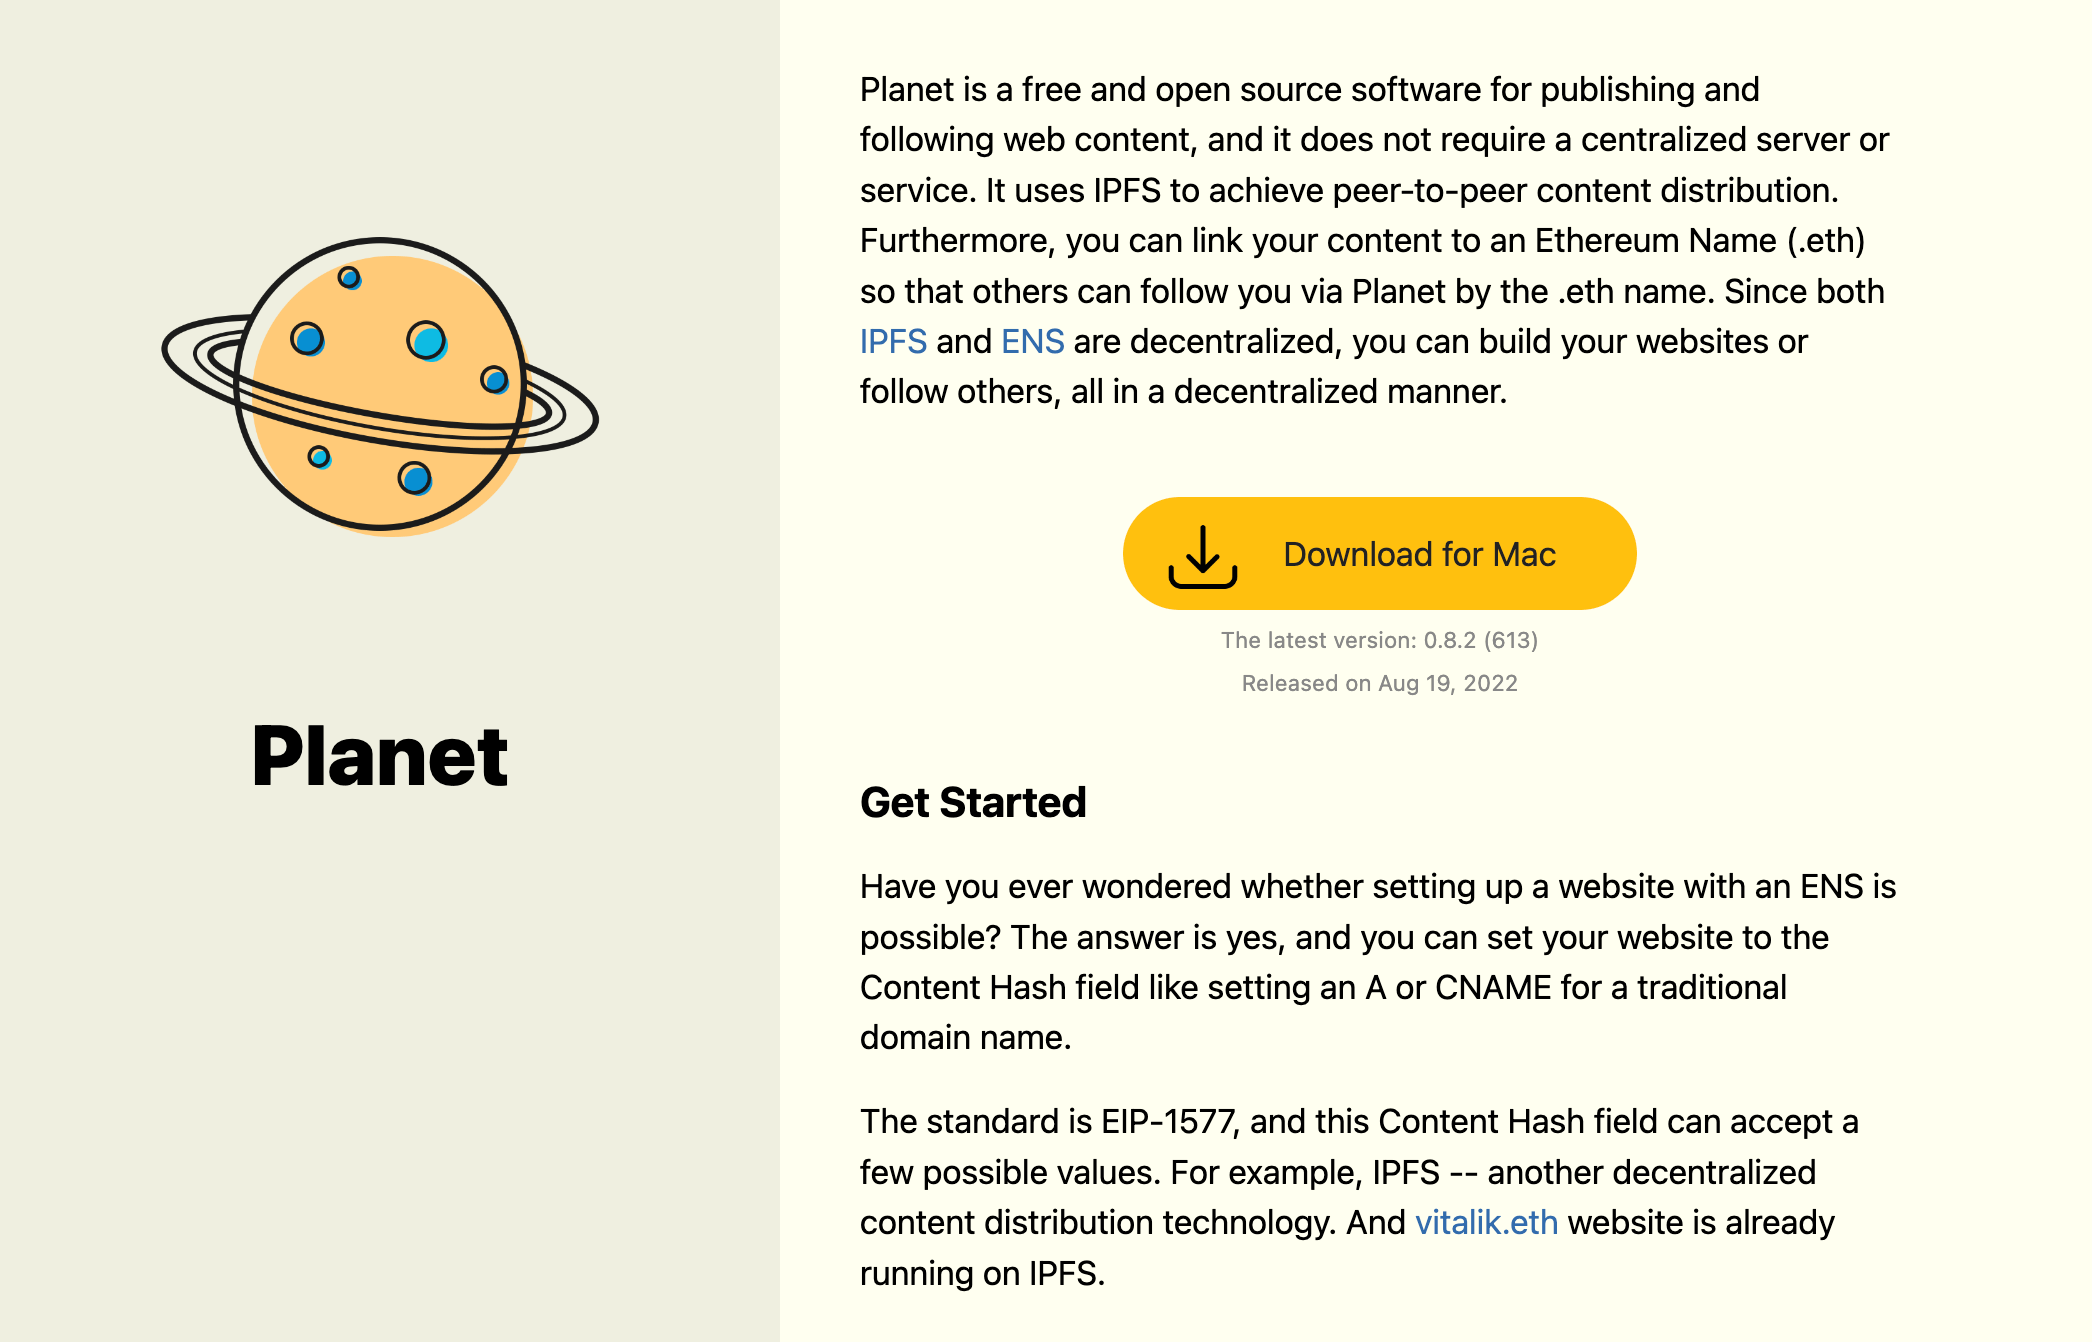 Planet
Planet is a free and open source software for publishing and
following web content, and it does not require a centralized server or
service. It uses IPFS to achieve peer-to-peer content distribution.
Furthermore, you can link your content to an Ethereum Name (.eth)
so that others can follow you via Planet by the .eth name. Since both
IPFS and ENS are decentralized, you can build your websites or
follow others, all in a decentralized manner.
Download for Mac
The latest version: 0.8.2 (613)
Released on Aug 19, 2022
Get Started
Have you ever wondered whether setting up a website with an ENS is
possible? The answer is yes, and you can set your website to the
Content Hash field like setting an A or CNAME for a traditional
domain name.
The standard is EIP-1577, and this Content Hash field can accept a
few possible values. For example, IPFS -- another decentralized
content distribution technology. And vitalik.eth website is already
running on IPFS.